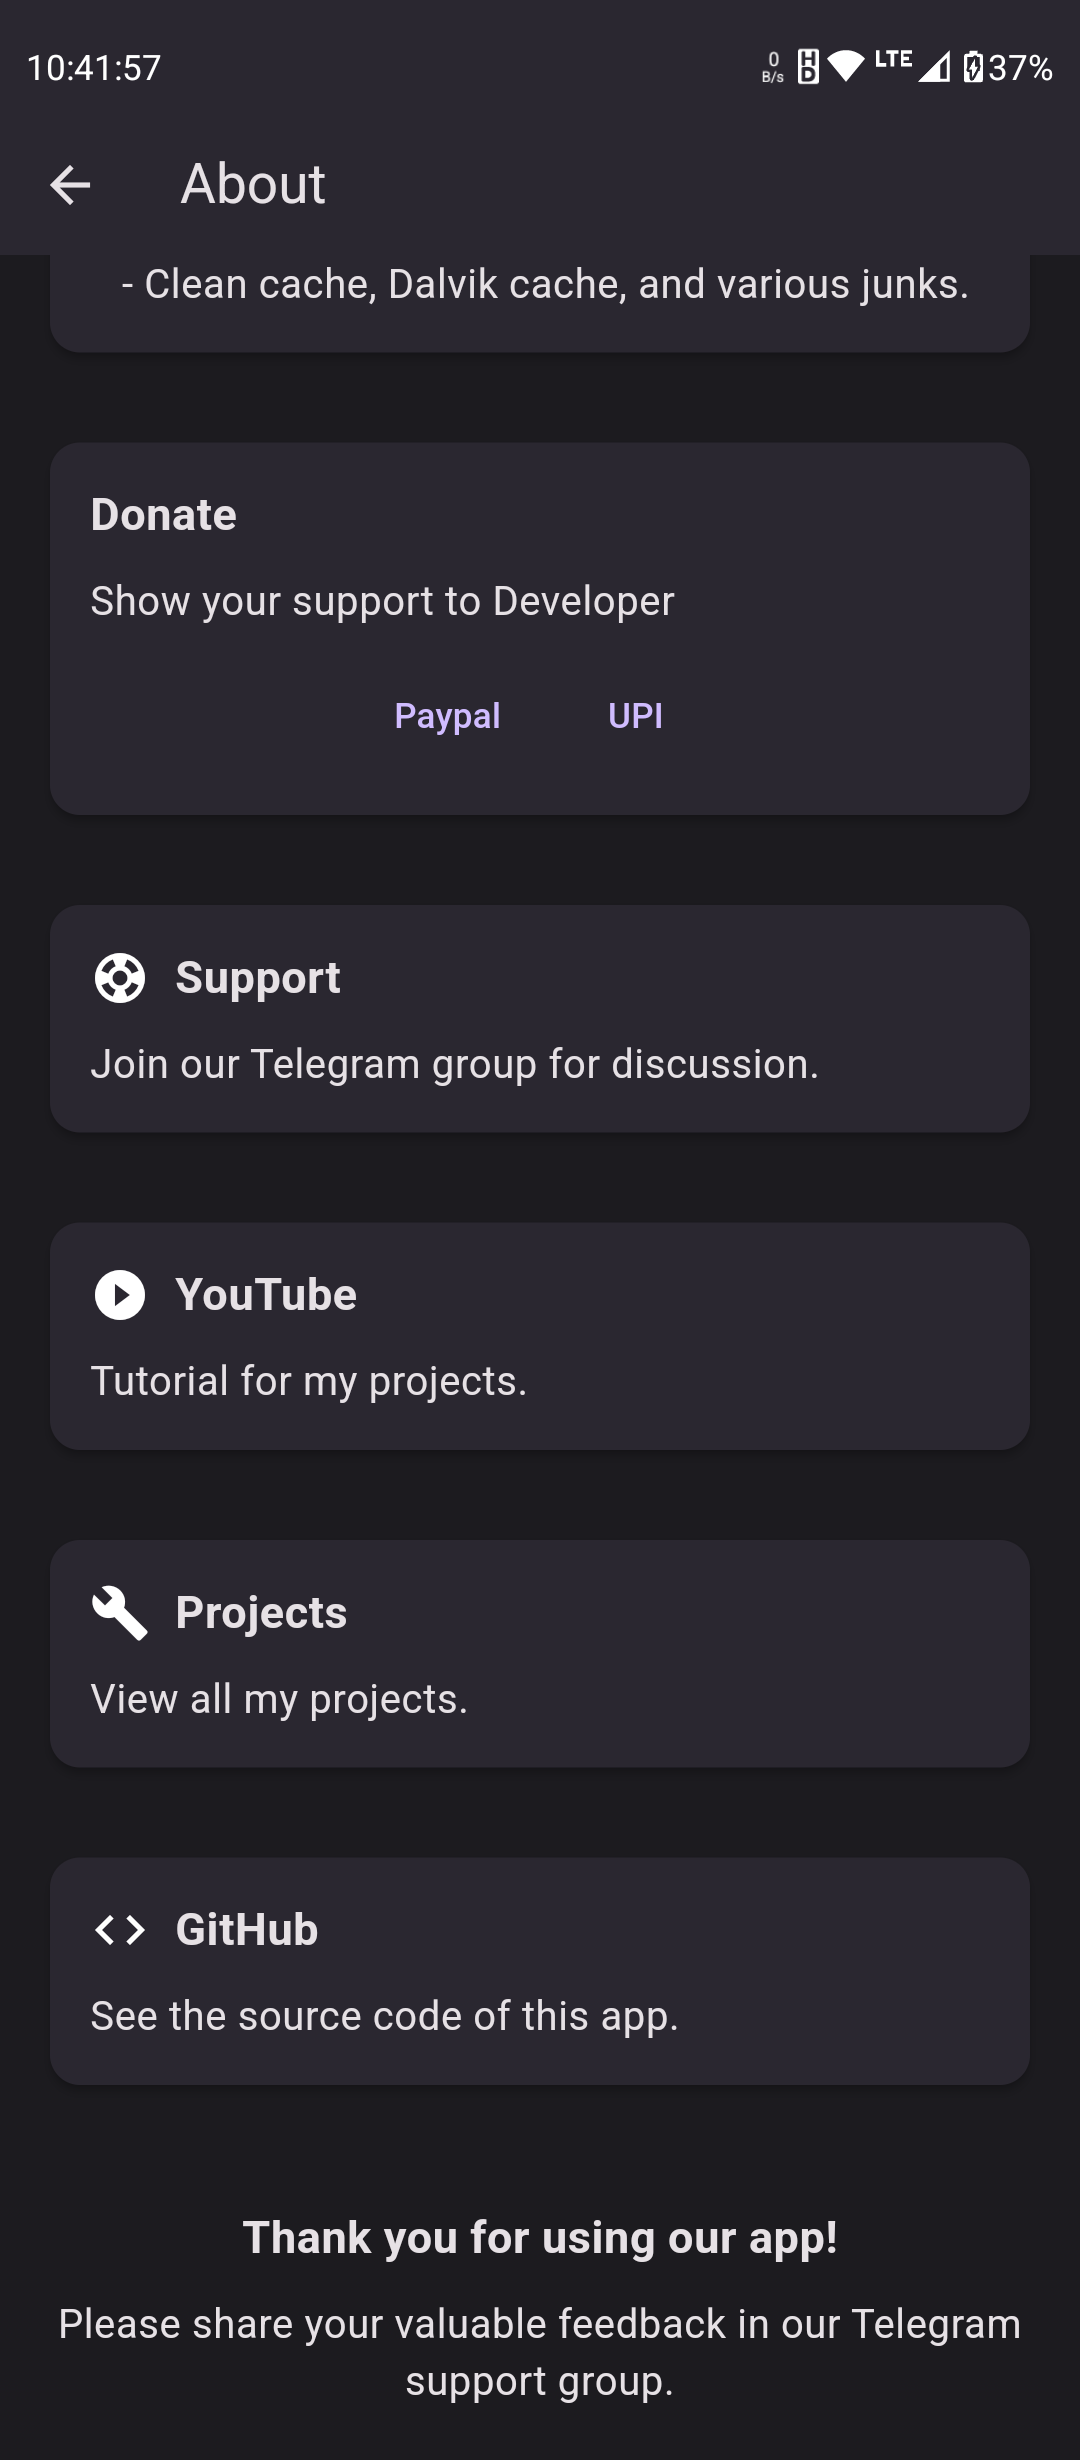 10:41:57
0
B/s
HD
LTE
37%
About
- Clean cache, Dalvik cache, and various junks.
Donate
Show your support to Developer
Paypal UPI
Support
Join our Telegram group for discussion.
YouTube
Tutorial for my projects.
Projects
View all my projects.
GitHub
See the source code of this app.
Thank you for using our app!
Please share your valuable feedback in our Telegram
support group.